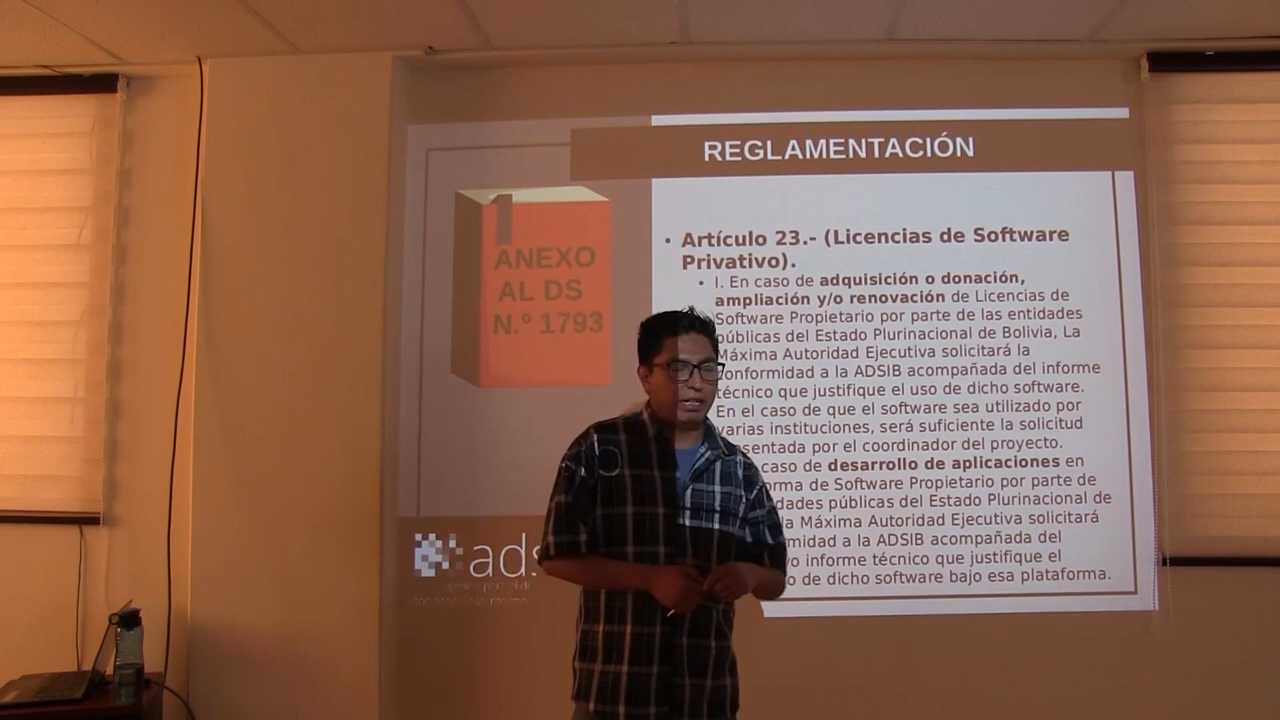 REGLAMENTACIÓN
ANEXO
AL DS
N.º 1793
• Artículo 23.- (Licencias de Software
Privativo).
• I. En caso de adquisición o donación,
ampliación y/o renovación de Licencias de
Software Propietario por parte de las entidades
públicas del Estado Plurinacional de Bolivia, La
Máxima Autoridad Ejecutiva solicitará la
conformidad a la ADSIB acompañada del informe
técnico que justifique el uso de dicho software.
En el caso de que el software sea utilizado por
varias instituciones, será suficiente la solicitud
esentada por el coordinador del proyecto.
caso de desarrollo de aplicaciones en
orma de Software Propietario por parte de
dades públicas del Estado Plurinacional de
la Máxima Autoridad Ejecutiva solicitará
midad a la ADSIB acompañada del
vo informe técnico que justifique el
o de dicho software bajo esa plataforma.
ads